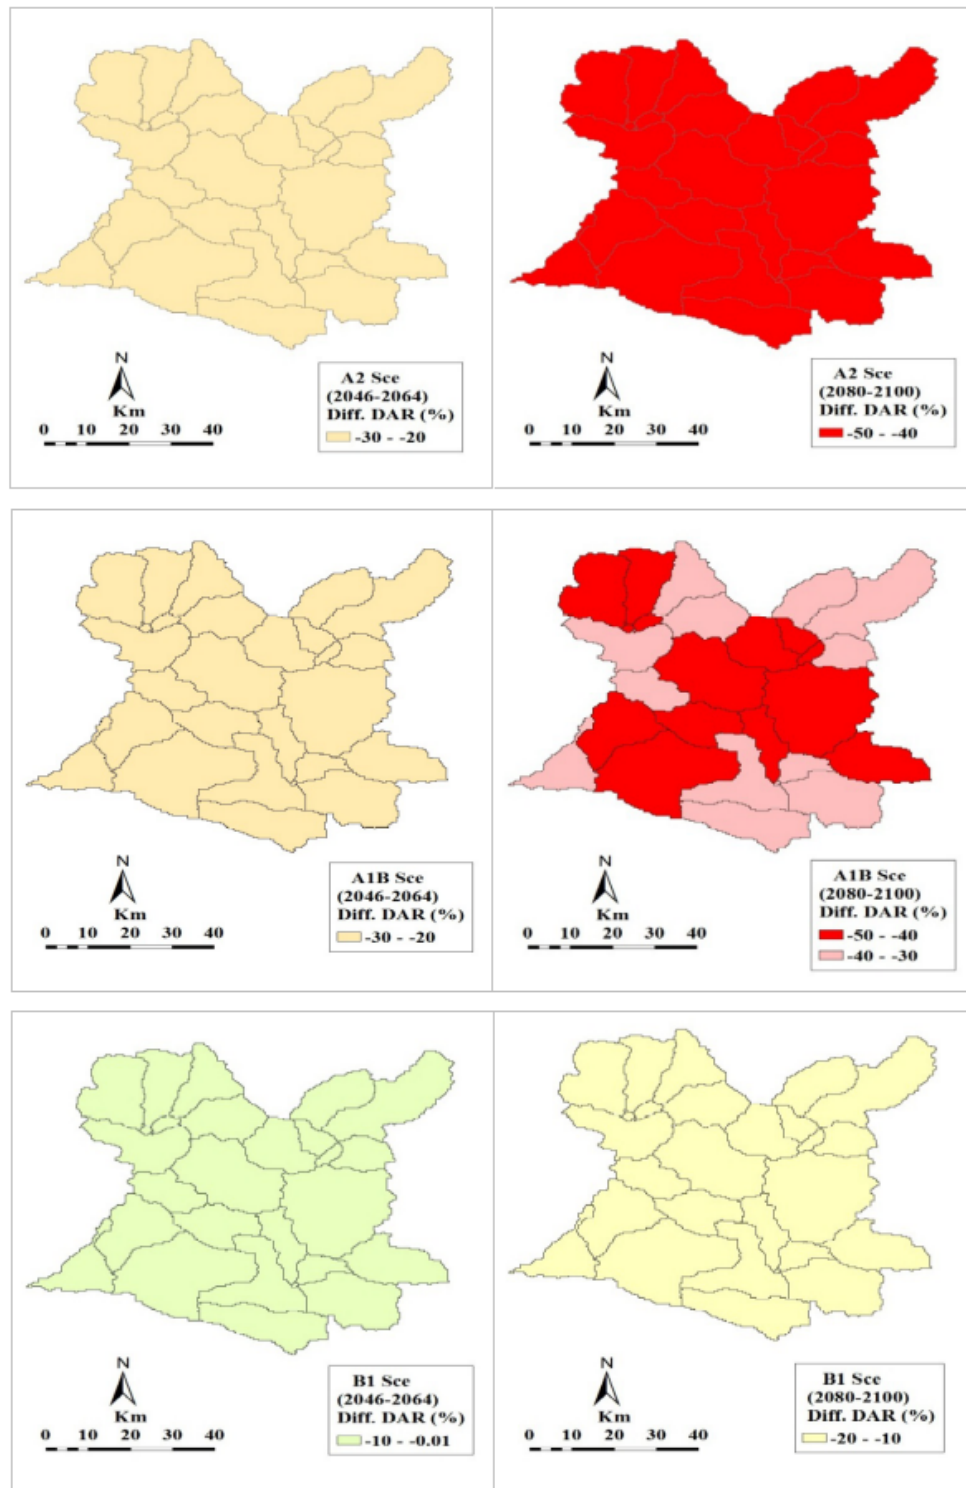 N
Km
0 10 20 30 40
A2 Sce
(2046-2064)
Diff. DAR (%)
-30 - -20
N
Km
0 10 20 30 40
A2 Sce
(2080-2100)
Diff. DAR (%)
-50 - -40
N
Km
0 10 20 30 40
A1B Sce
(2046-2064)
Diff. DAR (%)
-30 - -20
N
Km
0 10 20 30 40
A1B Sce
(2080-2100)
Diff. DAR (%)
-50 - -40
-40 - -30
N
Km
0 10 20 30 40
B1 Sce
(2046-2064)
Diff. DAR (%)
-10 - -0.01
N
Km
0 10 20 30 40
B1 Sce
(2080-2100)
Diff. DAR (%)
-20 - -10